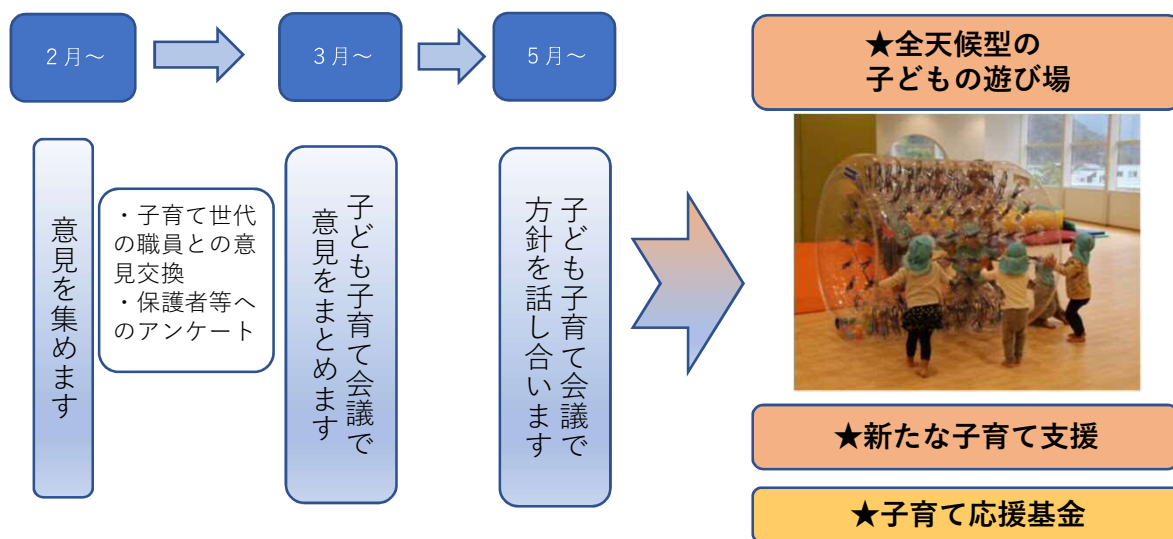 2月～
3月～
5月～
意見を集めます
・子育て世代
の職員との意
見交換
・保護者等へ
のアンケート
子ども子育て会議で
意見をまとめます
子ども子育て会議で
方針を話し合います
★全天候型の
子どもの遊び場
★新たな子育て支援
★子育て応援基金